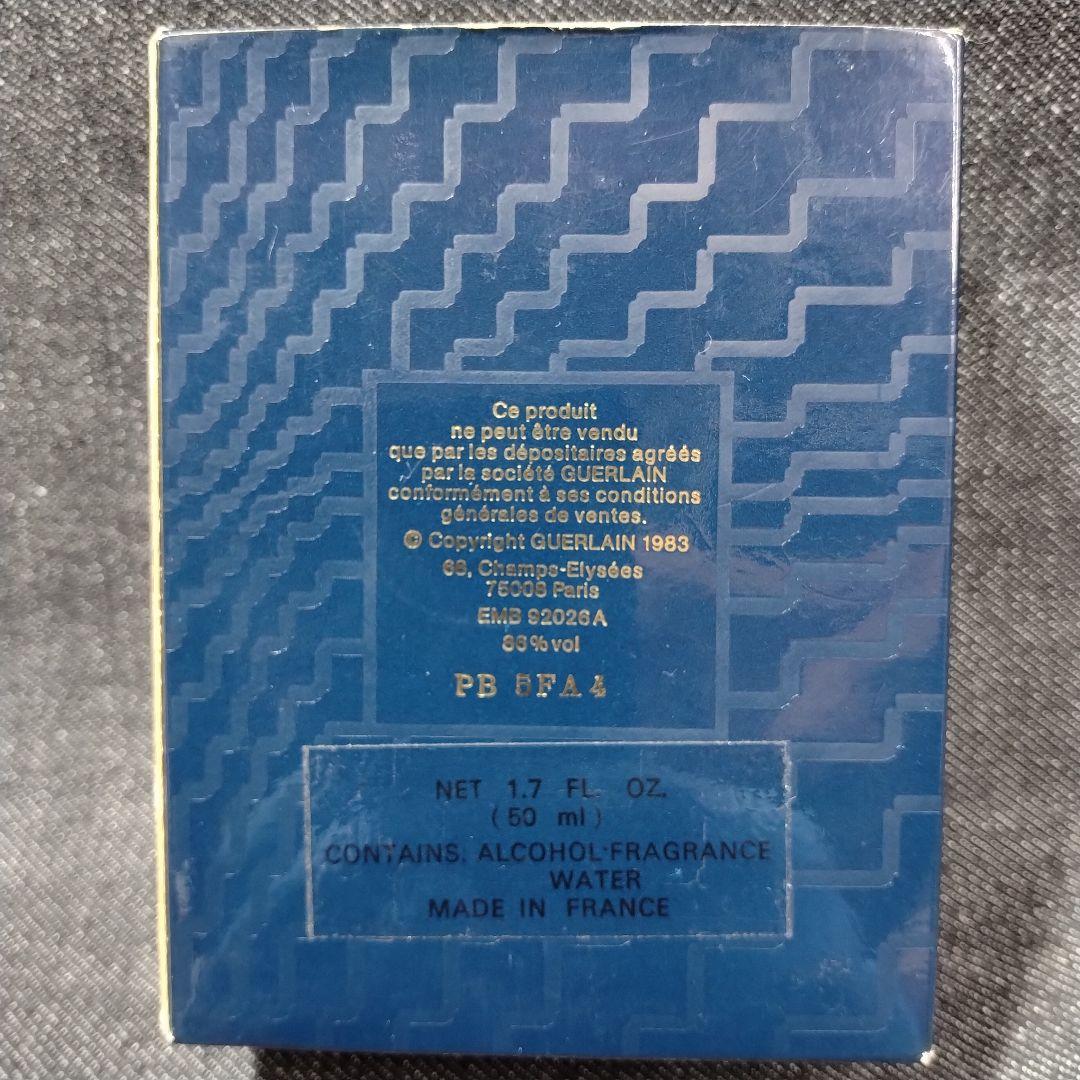 Ce produit
ne peut être vendu
que par les dépositaires agréés
par la société GUERLAIN
conformément à ses conditions
générales de ventes.
© Copyright GUERLAIN 1983
68, Champs-Elysées
75008 Paris
EMB 92026A
% vol
PB 5FA4
NET 1.7 FL. OZ.
(50 ml)
CONTAINS: ALCOHOL-FRAGRANCE
WATER
MADE IN FRANCE